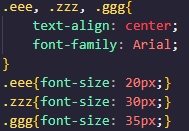 .eee, .zzz, .ggg{
    text-align: center;
    font-family: Arial;
}
.eee{font-size: 20px;}
.zzz{font-size: 30px;}
.ggg{font-size: 35px;}